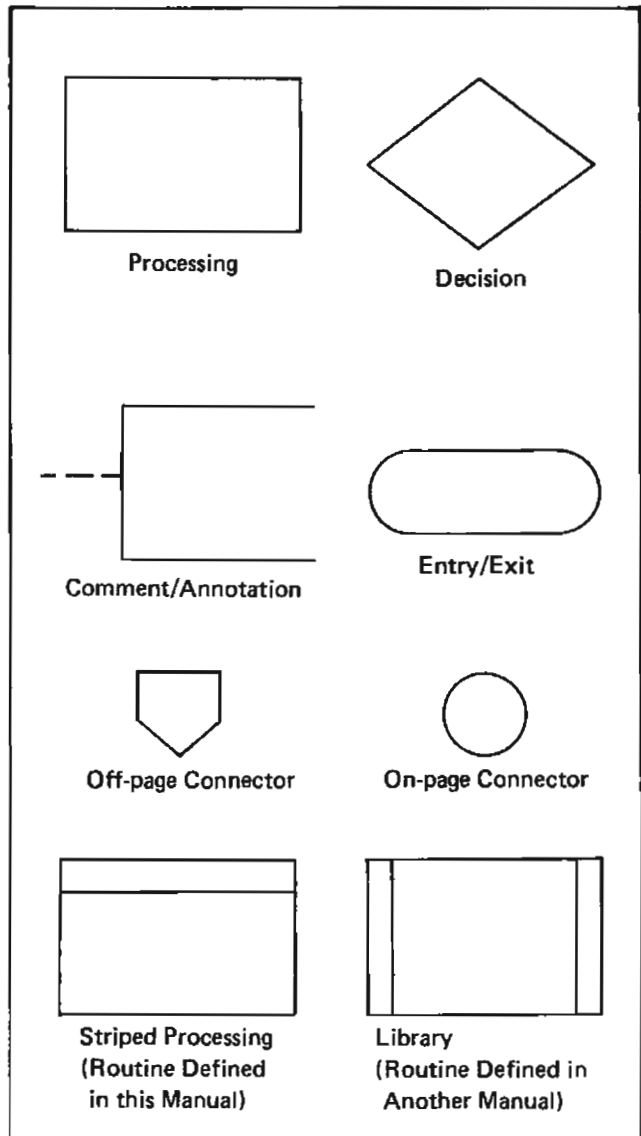 Processing
Decision
Comment/Annotation
Entry/Exit
Off-page Connector
On-page Connector
Striped Processing
(Routine Defined
in this Manual)
Library
(Routine Defined in
Another Manual)